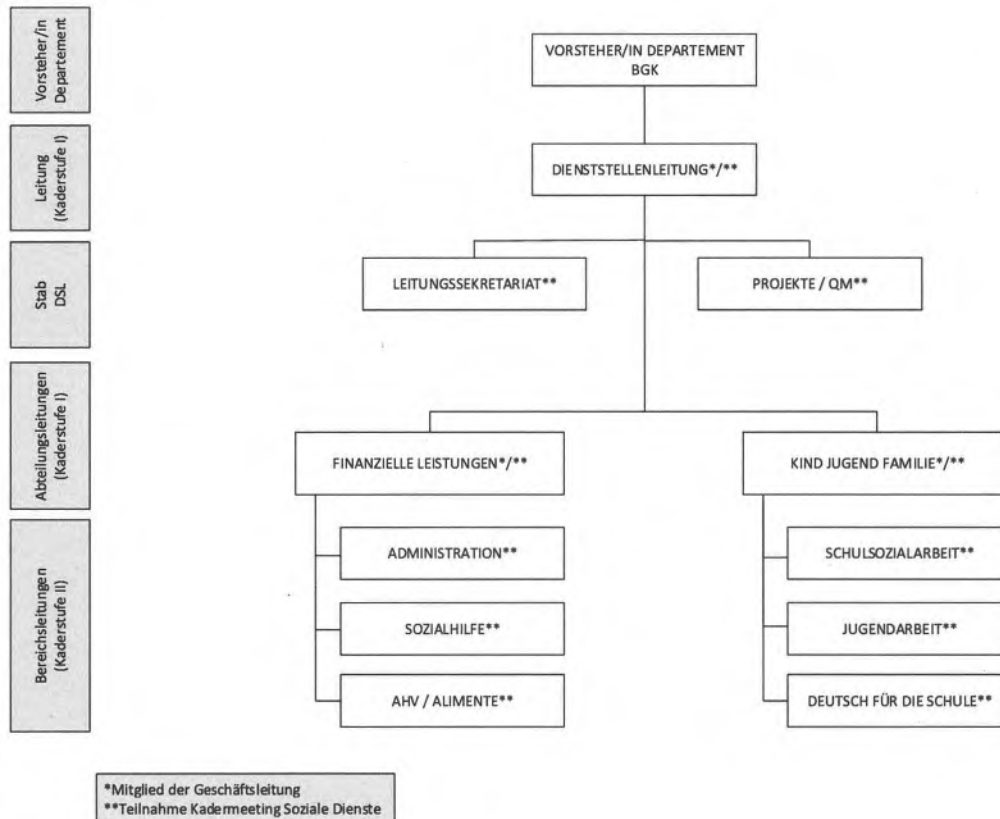 Vorsteher/in
Departement
VORSTEHER/IN DEPARTEMENT
BGK
Leitung
(Kaderstufe I)
DIENSTSTELLENLEITUNG*/**
Stab
DSL
LEITUNGSSEKRETARIAT**
PROJEKTE / QM**
Abteilungsleitungen
(Kaderstufe I)
FINANZIELLE LEISTUNGEN*/**
KIND JUGEND FAMILIE*/**
Bereichsleitungen
(Kaderstufe II)
ADMINISTRATION**
SCHULSOZIALARBEIT**
SOZIALHILFE**
JUGENDARBEIT**
AHV / ALIMENTE**
DEUTSCH FÜR DIE SCHULE**
*Mitglied der Geschäftsleitung
**Teilnahme Kadermeeting Soziale Dienste